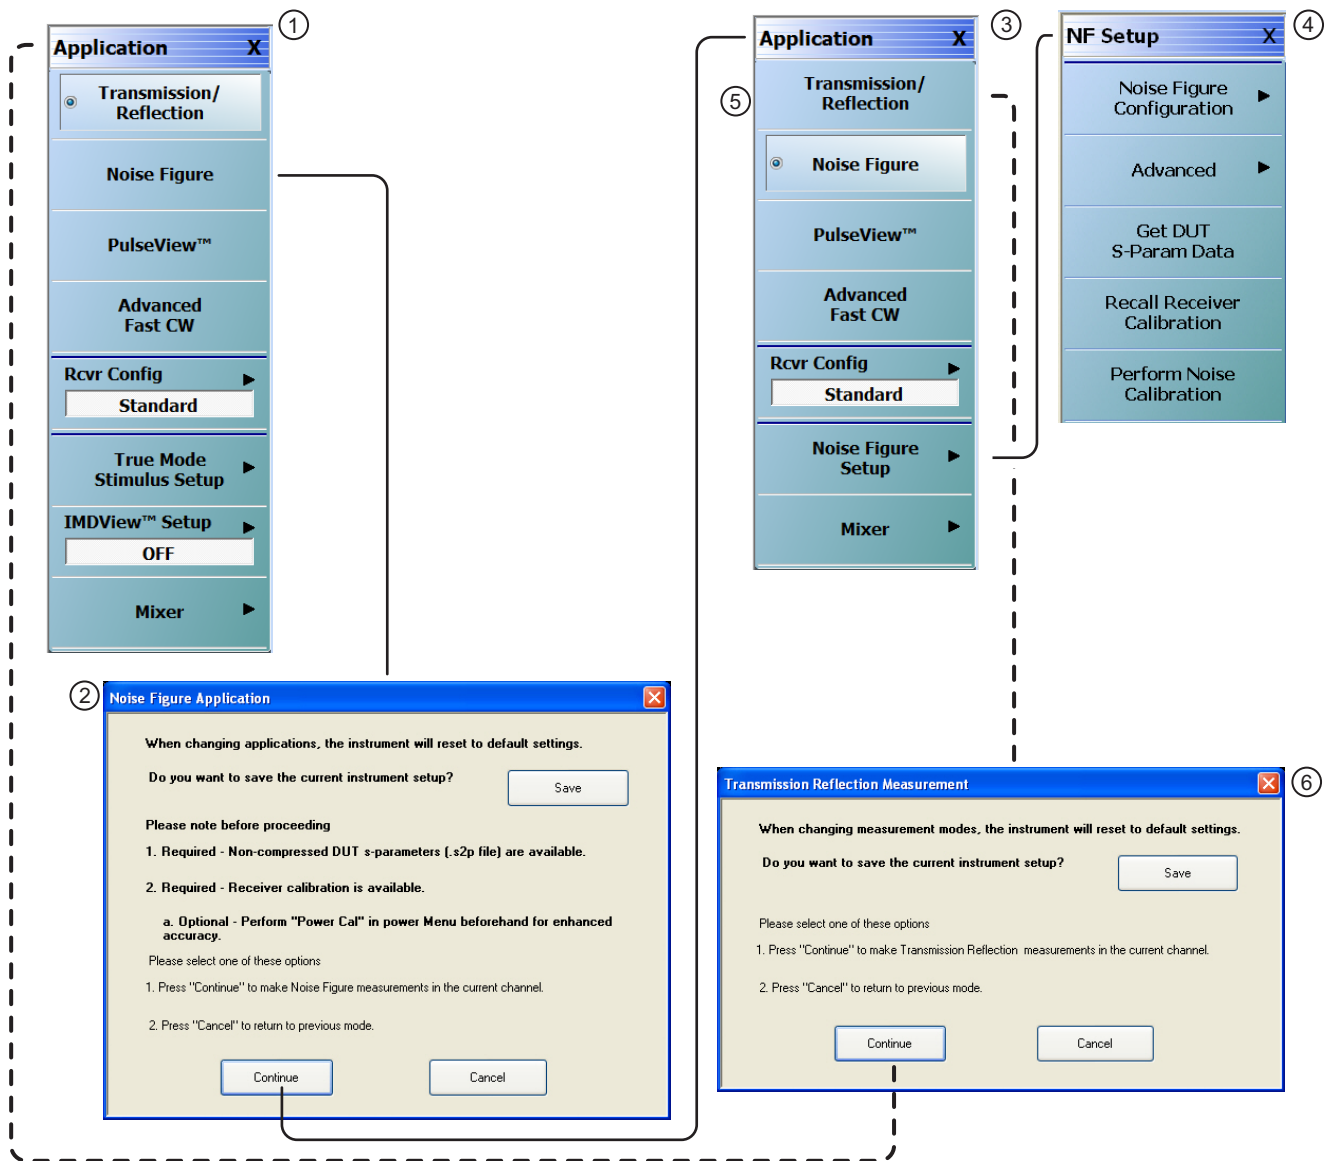 1
Application X
Transmission/
Reflection
Noise Figure
PulseView™
Advanced
Fast CW
Rcvr Config
Standard
True Mode
Stimulus Setup
IMDView™ Setup
OFF
Mixer
2
Noise Figure Application
When changing applications, the instrument will reset to default settings.
Do you want to save the current instrument setup?
Save
Please note before proceeding
1. Required - Non-compressed DUT s-parameters (.s2p file) are available.
2. Required - Receiver calibration is available.
a. Optional - Perform "Power Cal" in power Menu beforehand for enhanced
accuracy.
Please select one of these options
1. Press "Continue" to make Noise Figure measurements in the current channel.
2. Press "Cancel" to return to previous mode.
Continue
Cancel
3
Application X
5
Transmission/
Reflection
Noise Figure
PulseView™
Advanced
Fast CW
Rcvr Config
Standard
Noise Figure
Setup
Mixer
4
NF Setup X
Noise Figure
Configuration
Advanced
Get DUT
S-Param Data
Recall Receiver
Calibration
Perform Noise
Calibration
6
Transmission Reflection Measurement
When changing measurement modes, the instrument will reset to default settings.
Do you want to save the current instrument setup?
Save
Please select one of these options
1. Press "Continue" to make Transmission Reflection measurements in the current channel.
2. Press "Cancel" to return to previous mode.
Continue
Cancel